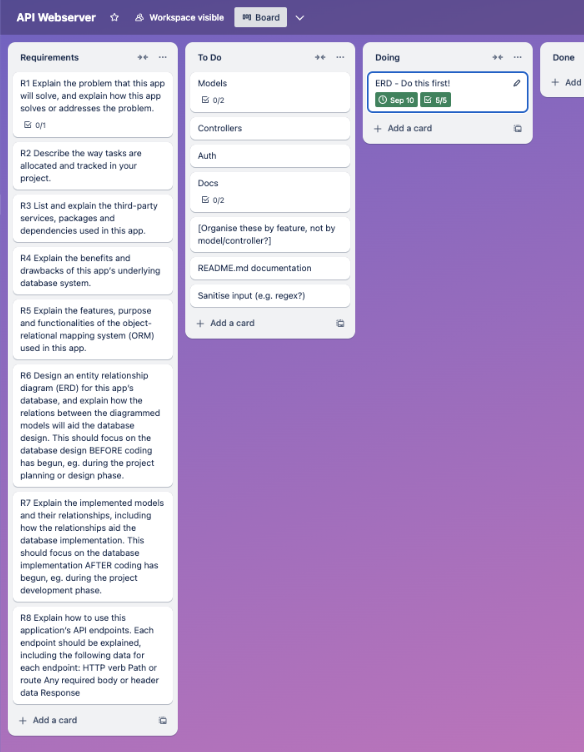 API Webserver
Workspace visible
Board
Requirements
R1 Explain the problem that this app
will solve, and explain how this app
solves or addresses the problem.
0/1
R2 Describe the way tasks are
allocated and tracked in your
project.
R3 List and explain the third-party
services, packages and
dependencies used in this app.
R4 Explain the benefits and
drawbacks of this app's underlying
database system.
R5 Explain the features, purpose
and functionalities of the object-
relational mapping system (ORM)
used in this app.
R6 Design an entity relationship
diagram (ERD) for this app's
database, and explain how the
relations between the diagrammed
models will aid the database
design. This should focus on the
database design BEFORE coding
has begun, eg. during the project
planning or design phase.
R7 Explain the implemented models
and their relationships, including
how the relationships aid the
database implementation. This
should focus on the database
implementation AFTER coding has
begun, eg. during the project
development phase.
R8 Explain how to use this
application's API endpoints. Each
endpoint should be explained,
including the following data for
each endpoint: HTTP verb Path or
route Any required body or header
data Response
+ Add a card
To Do
Models
0/2
Controllers
Auth
Docs
0/2
[Organise these by feature, not by
model/controller?]
README.md documentation
Sanitise input (e.g. regex?)
+ Add a card
Doing
ERD - Do this first!
Sep 10
5/5
+ Add a card
Done
+ Add